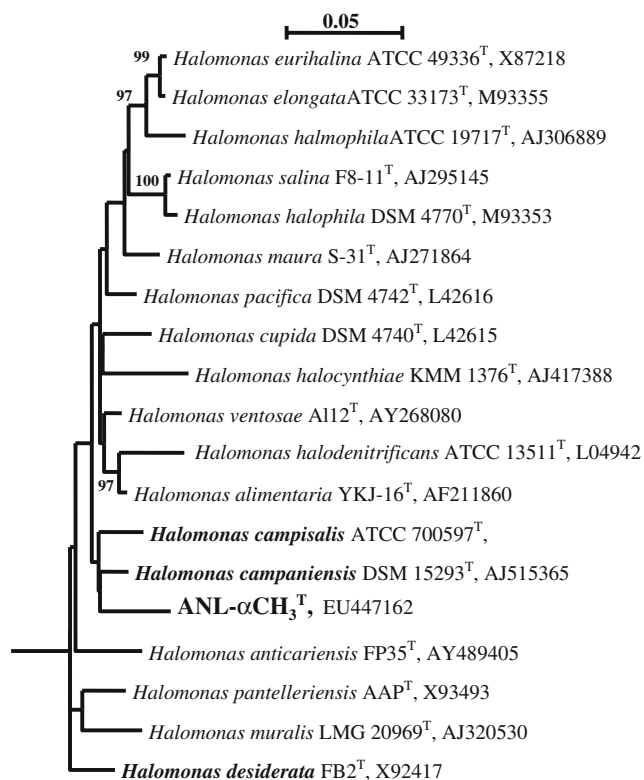 0.05
99
Halomonas eurihalina ATCC 49336ᵀ, X87218
Halomonas elongataATCC 33173ᵀ, M93355
97
Halomonas halmophilaATCC 19717ᵀ, AJ306889
100
Halomonas salina F8-11ᵀ, AJ295145
Halomonas halophila DSM 4770ᵀ, M93353
Halomonas maura S-31ᵀ, AJ271864
Halomonas pacifica DSM 4742ᵀ, L42616
Halomonas cupida DSM 4740ᵀ, L42615
Halomonas halocynthiae KMM 1376ᵀ, AJ417388
Halomonas ventosae Al12ᵀ, AY268080
Halomonas halodenitrificans ATCC 13511ᵀ, L04942
97
Halomonas alimentaria YKJ-16ᵀ, AF211860
Halomonas campisalis ATCC 700597ᵀ,
Halomonas campaniensis DSM 15293ᵀ, AJ515365
ANL-αCH₃ᵀ, EU447162
Halomonas anticariensis FP35ᵀ, AY489405
Halomonas pantelleriensis AAPᵀ, X93493
Halomonas muralis LMG 20969ᵀ, AJ320530
Halomonas desiderata FB2ᵀ, X92417